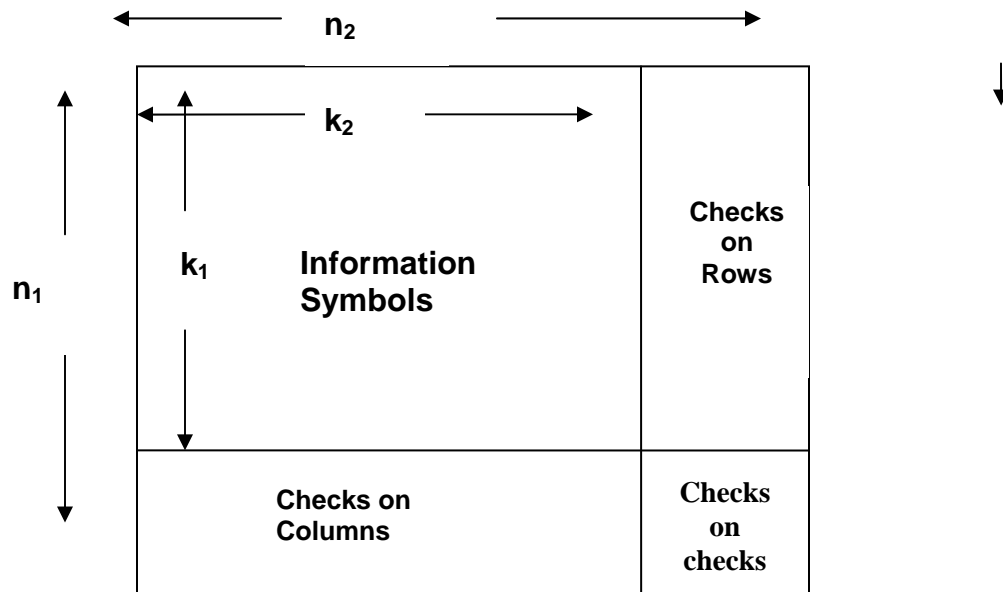 n₂
k₂
Checks
on
Rows
k₁
Information
Symbols
n₁
Checks on
Columns
Checks
on
checks